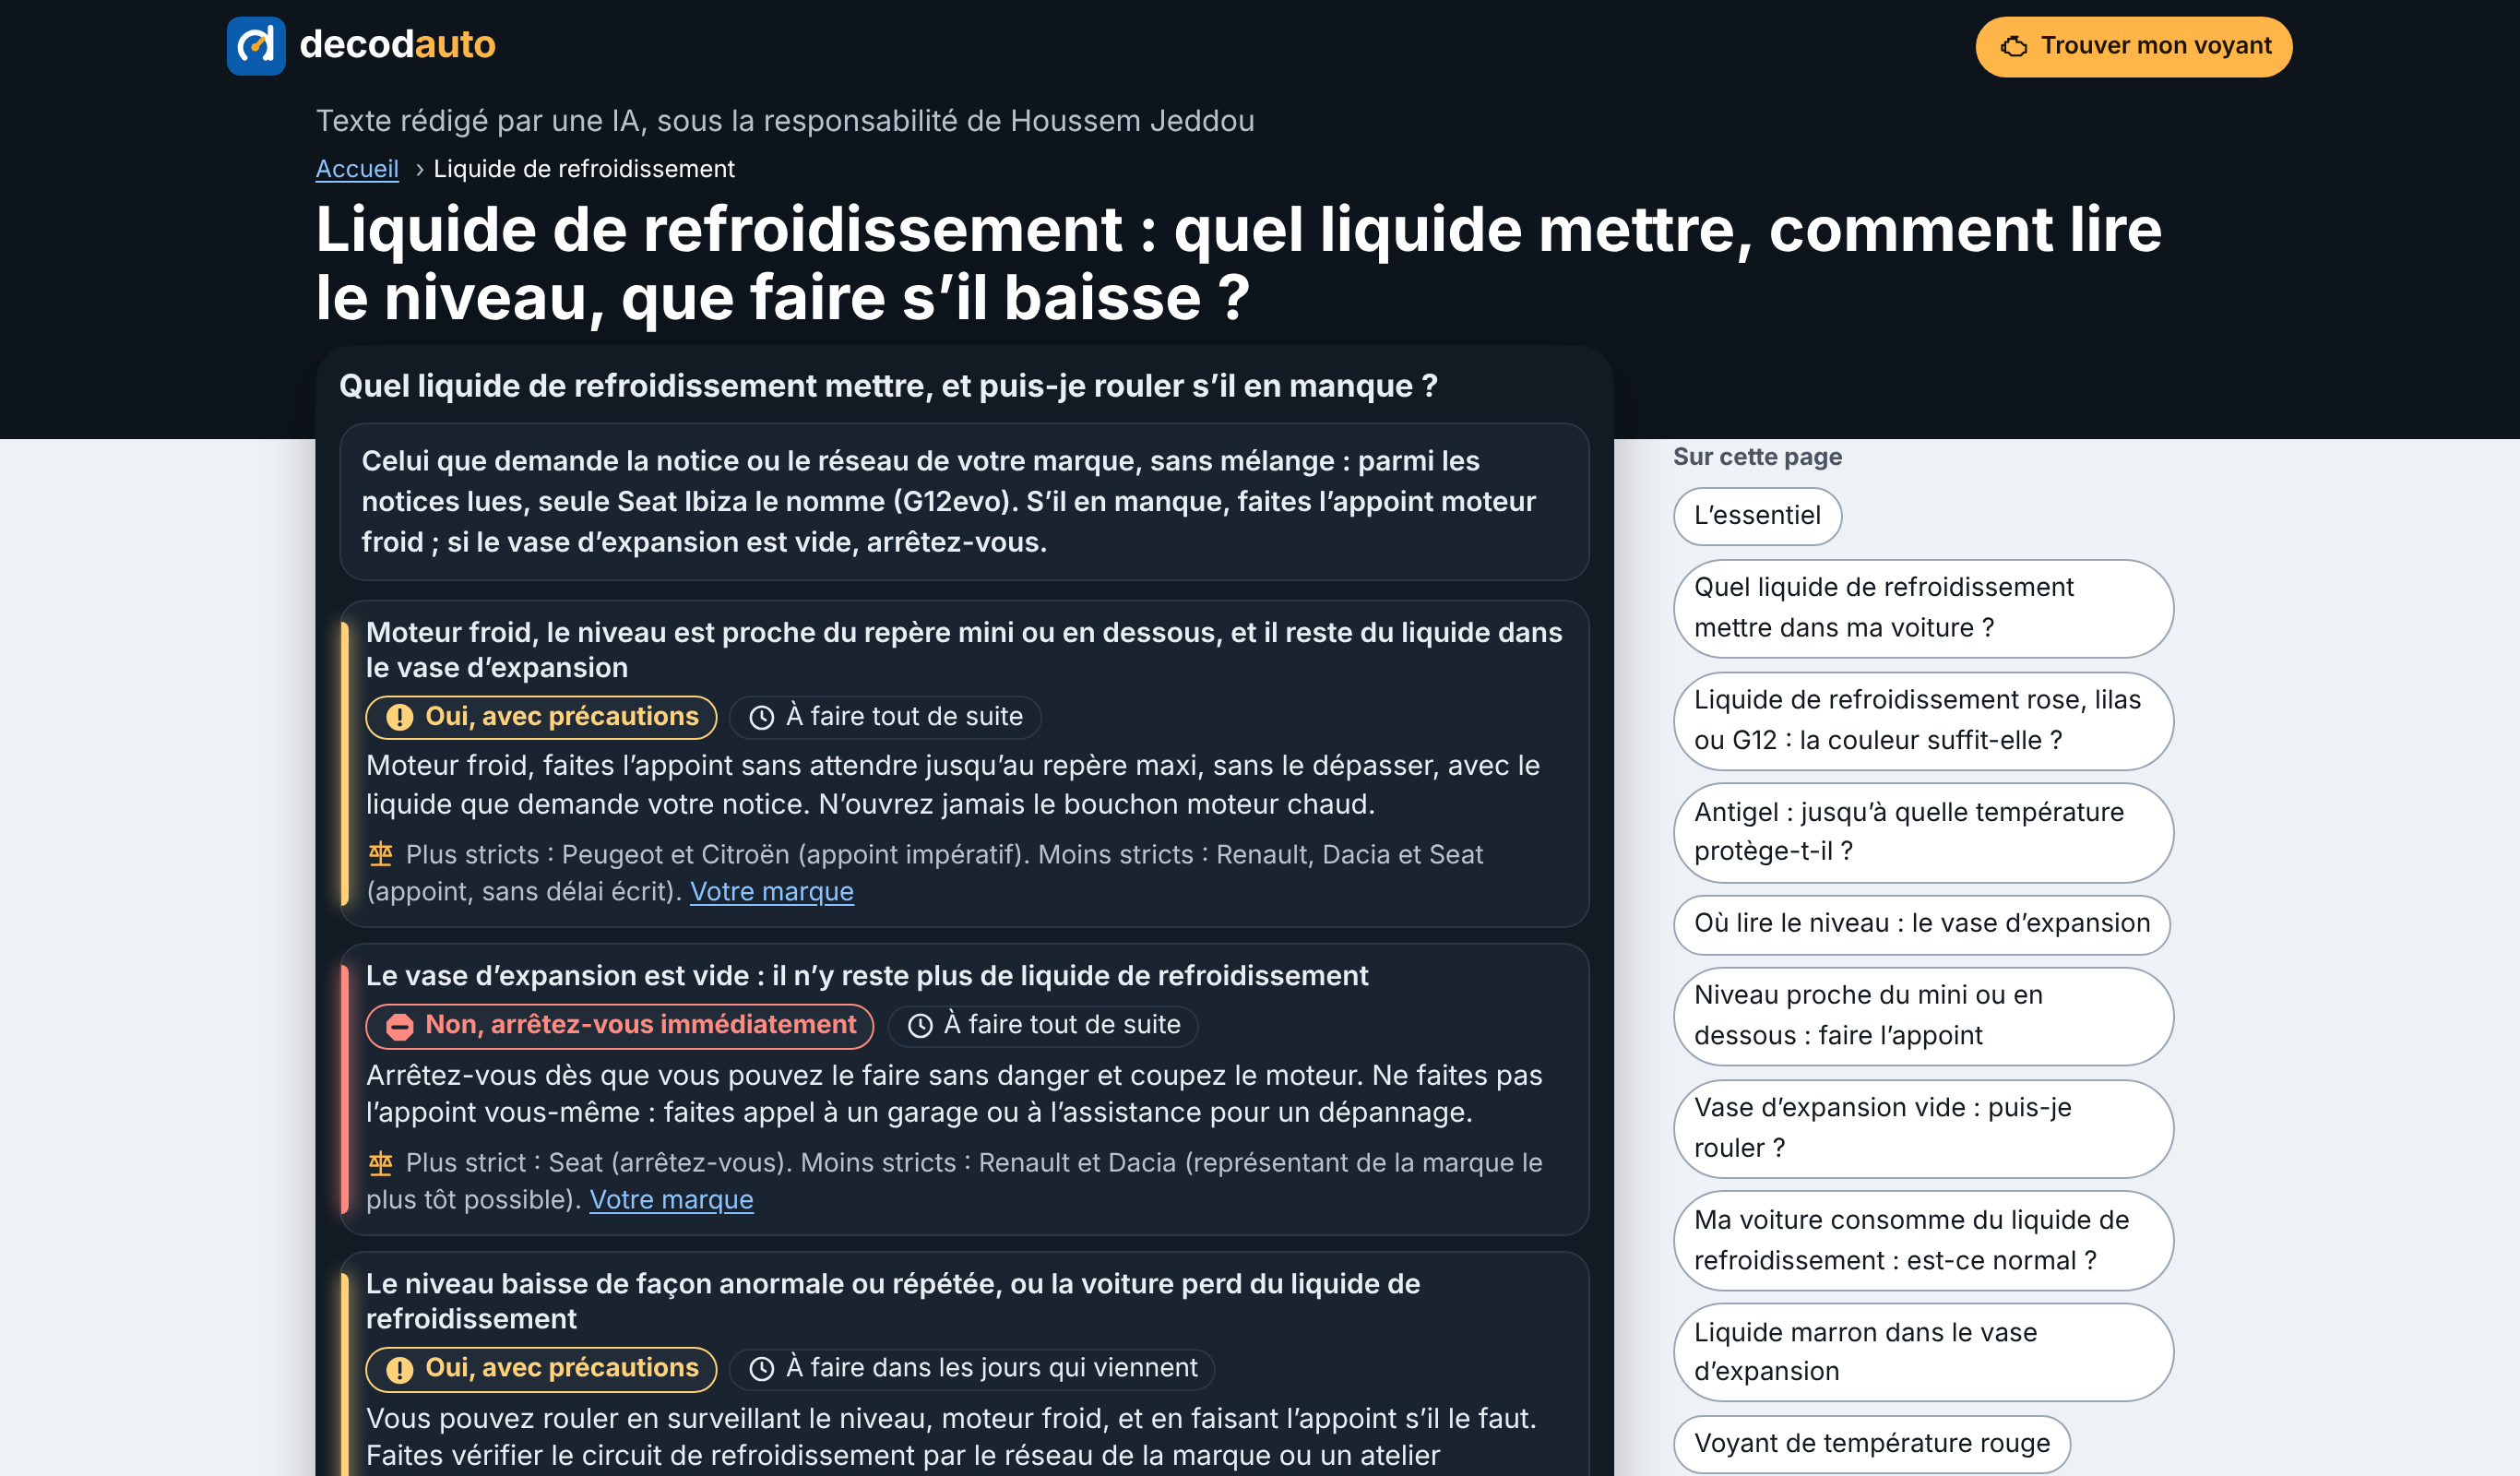 decodauto
Trouver mon voyant
Texte rédigé par une IA, sous la responsabilité de Houssem Jeddou
Accueil › Liquide de refroidissement
Liquide de refroidissement : quel liquide mettre, comment lire
le niveau, que faire s’il baisse ?
Quel liquide de refroidissement mettre, et puis-je rouler s’il en manque ?
Celui que demande la notice ou le réseau de votre marque, sans mélange : parmi les
notices lues, seule Seat Ibiza le nomme (G12evo). S’il en manque, faites l’appoint moteur
froid ; si le vase d’expansion est vide, arrêtez-vous.
Moteur froid, le niveau est proche du repère mini ou en dessous, et il reste du liquide dans
le vase d’expansion
Oui, avec précautions
À faire tout de suite
Moteur froid, faites l’appoint sans attendre jusqu’au repère maxi, sans le dépasser, avec le
liquide que demande votre notice. N’ouvrez jamais le bouchon moteur chaud.
Plus stricts : Peugeot et Citroën (appoint impératif). Moins stricts : Renault, Dacia et Seat
(appoint, sans délai écrit). Votre marque
Le vase d’expansion est vide : il n’y reste plus de liquide de refroidissement
Non, arrêtez-vous immédiatement
À faire tout de suite
Arrêtez-vous dès que vous pouvez le faire sans danger et coupez le moteur. Ne faites pas
l’appoint vous-même : faites appel à un garage ou à l’assistance pour un dépannage.
Plus strict : Seat (arrêtez-vous). Moins stricts : Renault et Dacia (représentant de la marque le
plus tôt possible). Votre marque
Le niveau baisse de façon anormale ou répétée, ou la voiture perd du liquide de
refroidissement
Oui, avec précautions
À faire dans les jours qui viennent
Vous pouvez rouler en surveillant le niveau, moteur froid, et en faisant l’appoint s’il le faut.
Faites vérifier le circuit de refroidissement par le réseau de la marque ou un atelier
Sur cette page
L’essentiel
Quel liquide de refroidissement
mettre dans ma voiture ?
Liquide de refroidissement rose, lilas
ou G12 : la couleur suffit-elle ?
Antigel : jusqu’à quelle température
protège-t-il ?
Où lire le niveau : le vase d’expansion
Niveau proche du mini ou en
dessous : faire l’appoint
Vase d’expansion vide : puis-je
rouler ?
Ma voiture consomme du liquide de
refroidissement : est-ce normal ?
Liquide marron dans le vase
d’expansion
Voyant de température rouge